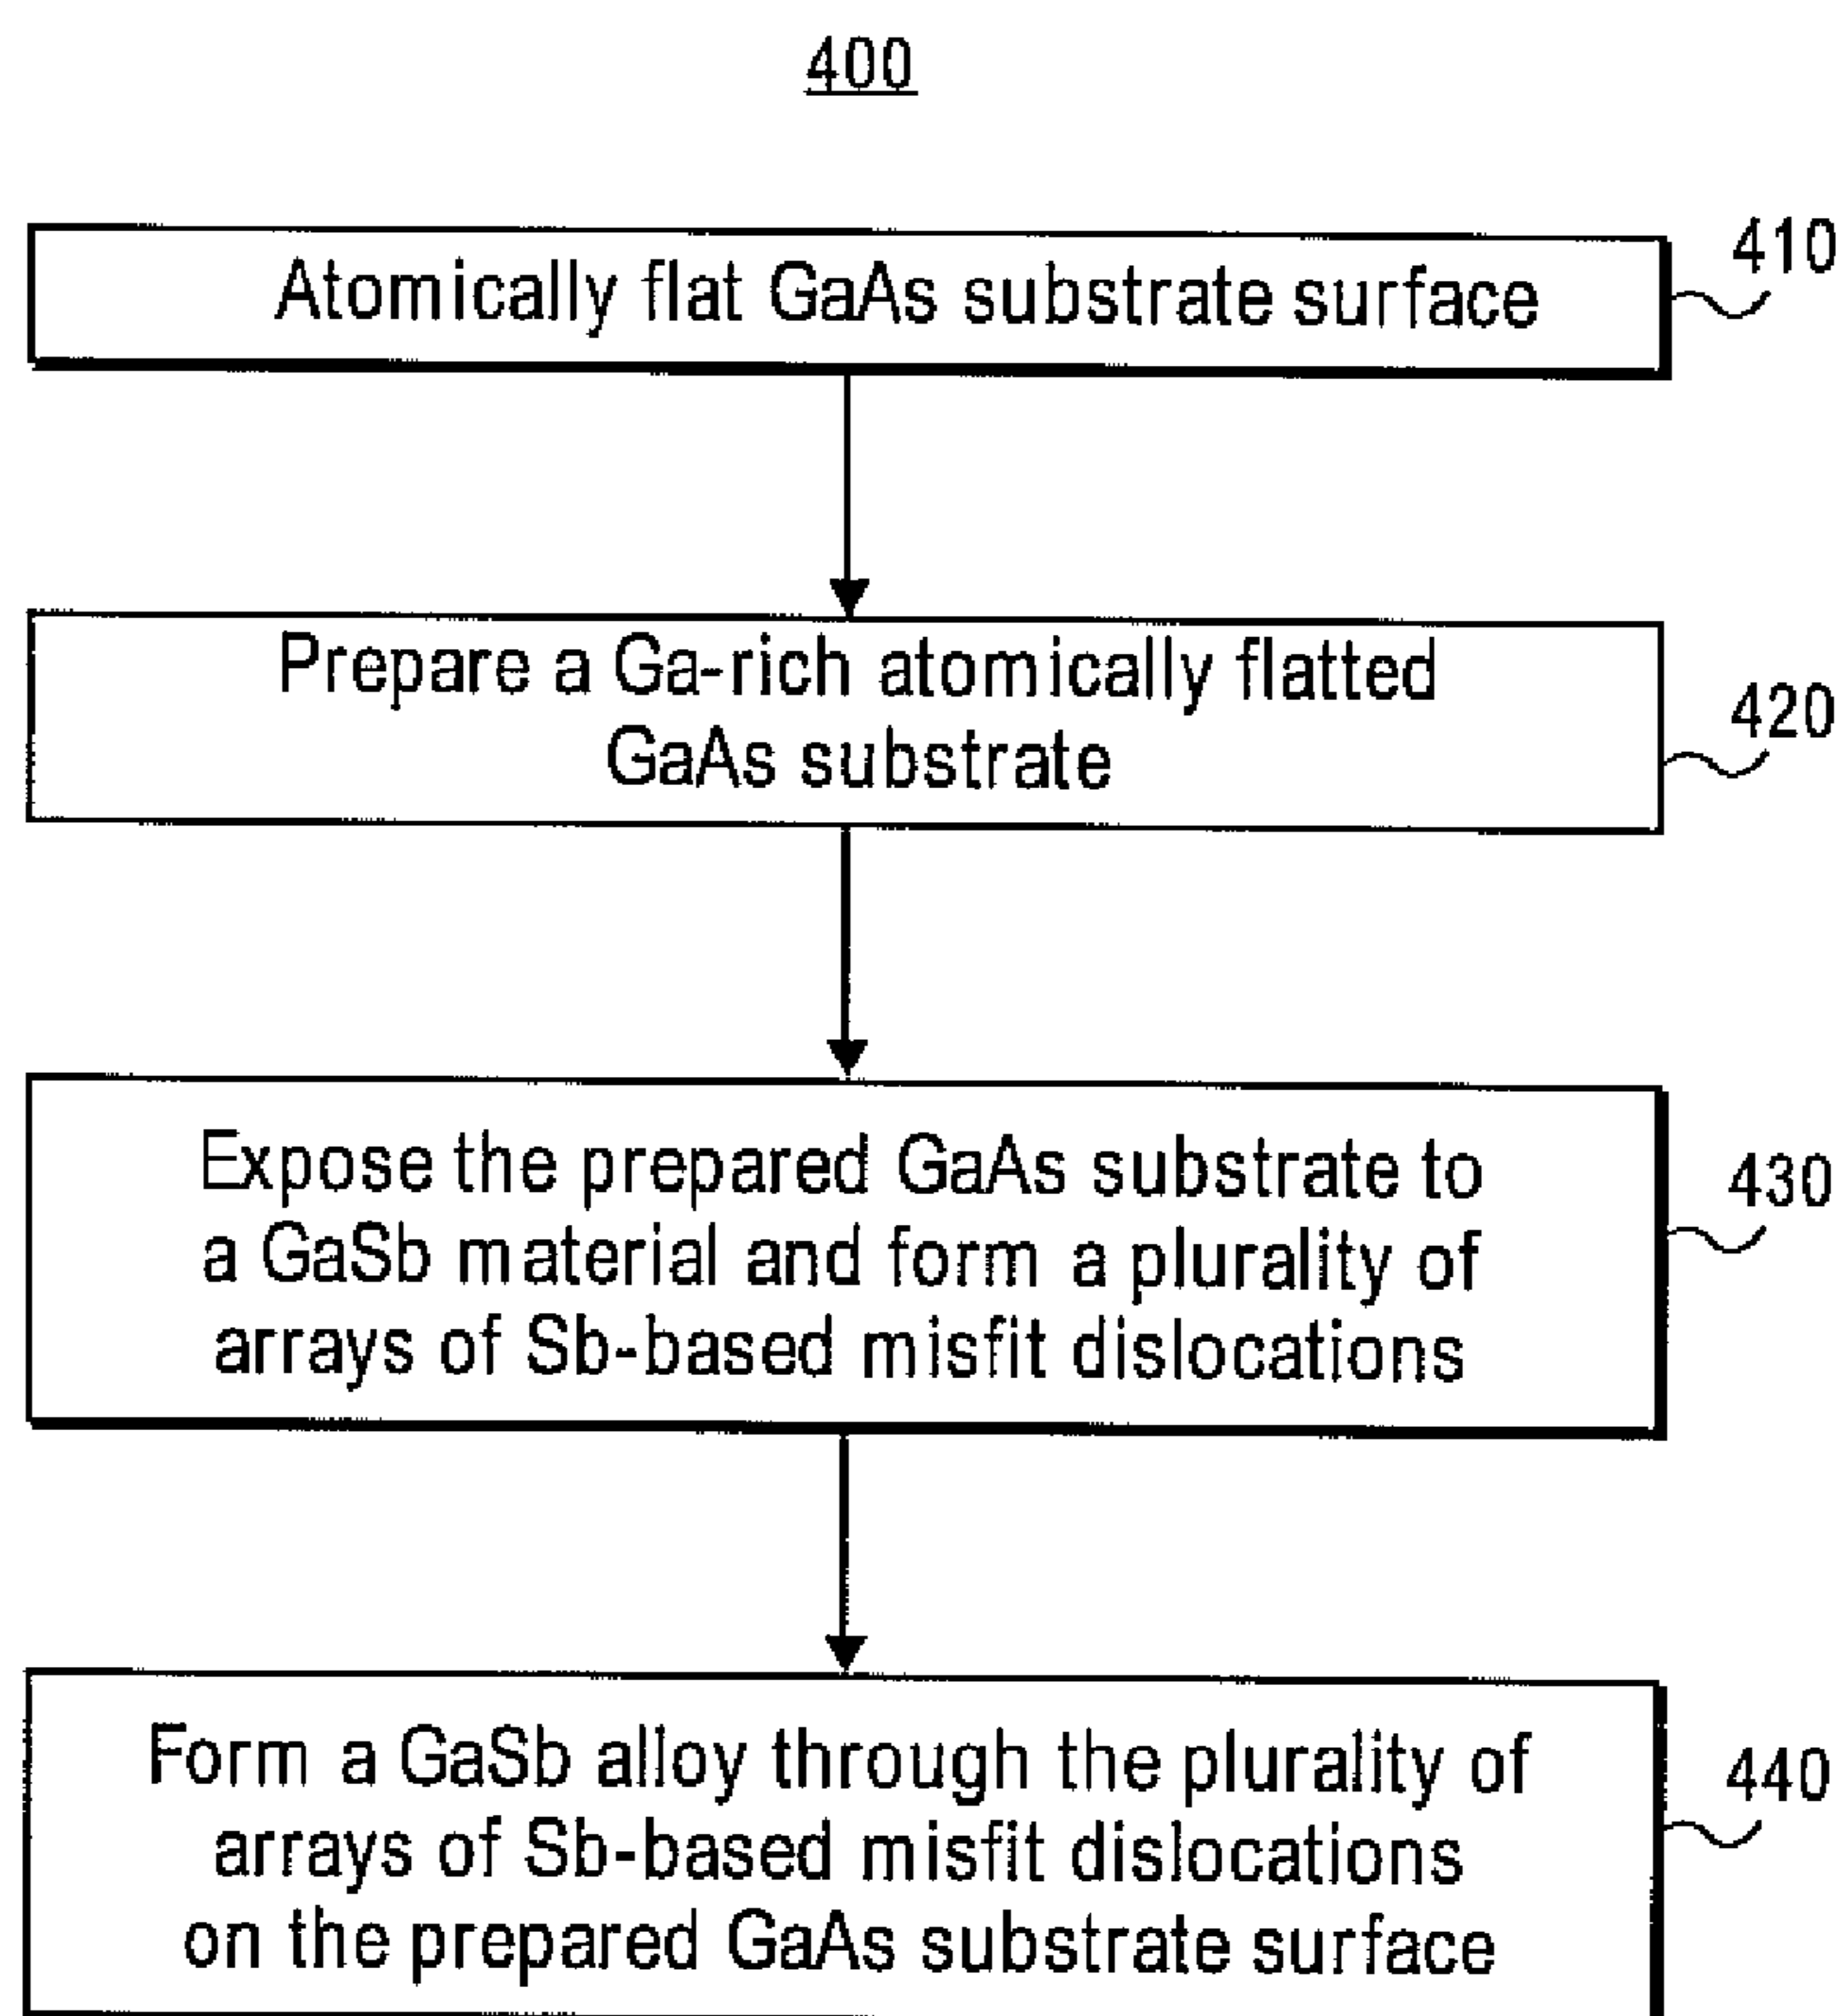 400
Atomically flat GaAs substrate surface
410
Prepare a Ga-rich atomically flatted
GaAs substrate
420
Expose the prepared GaAs substrate to
a GaSb material and form a plurality of
arrays of Sb-based misfit dislocations
430
Form a GaSb alloy through the plurality of
arrays of Sb-based misfit dislocations
on the prepared GaAs substrate surface
440